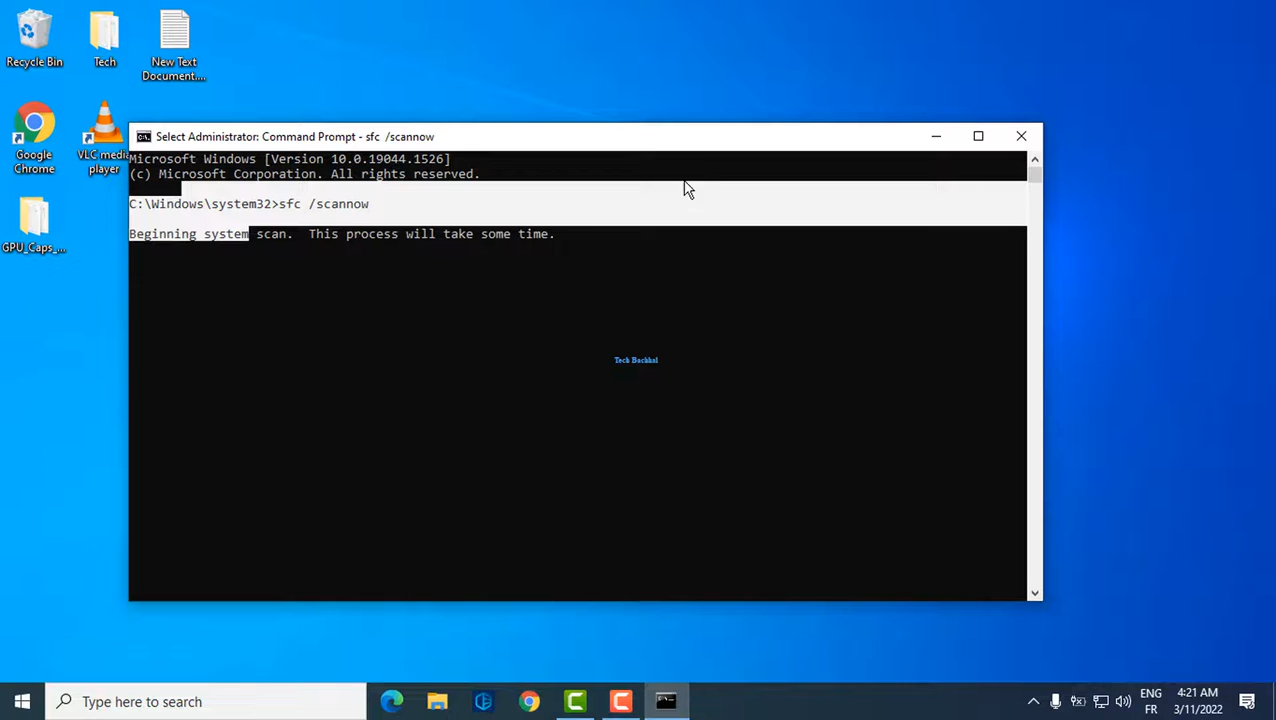 Recycle Bin
Tech
New Text
Document....
Google
Chrome
VLC media
player
GPU_Caps_...
Select Administrator: Command Prompt - sfc  /scannow
Microsoft Windows [Version 10.0.19044.1526]
(c) Microsoft Corporation. All rights reserved.
C:\Windows\system32>sfc /scannow
Beginning system scan.  This process will take some time.
Tech Bachhal
Type here to search
ENG
FR
4:21 AM
3/11/2022